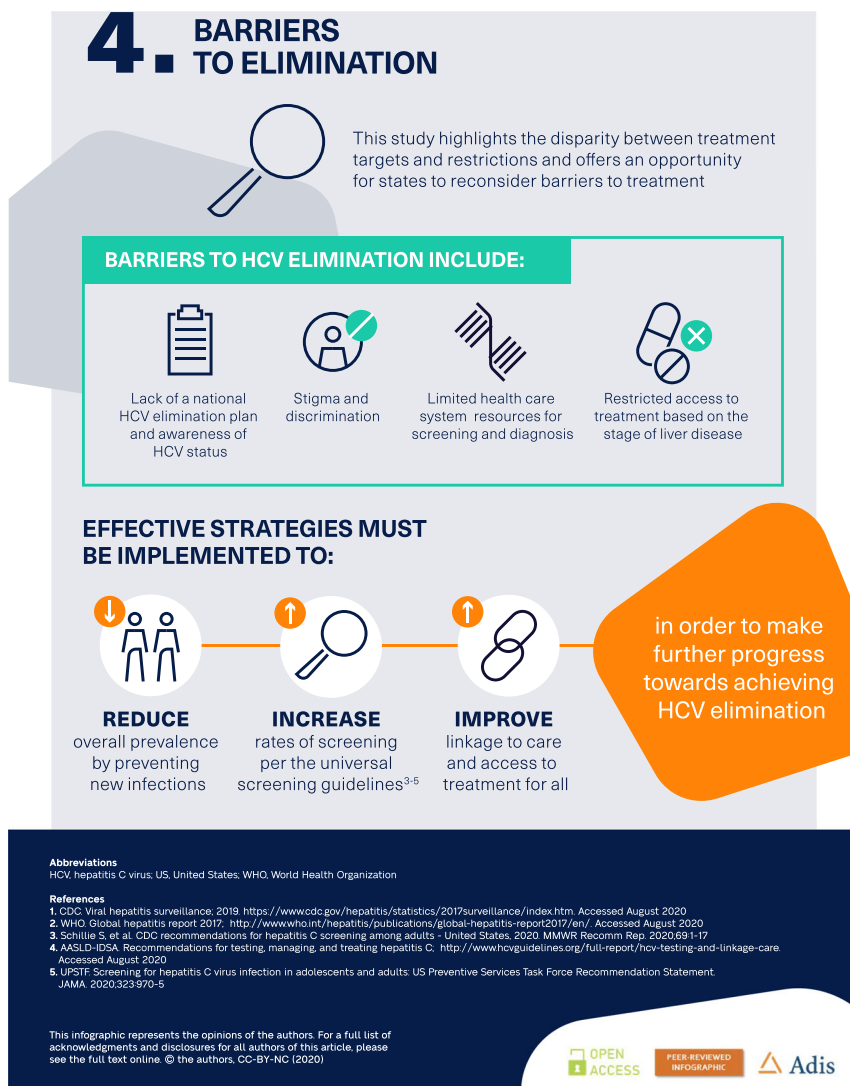 4. BARRIERS
TO ELIMINATION
This study highlights the disparity between treatment
targets and restrictions and offers an opportunity
for states to reconsider barriers to treatment
BARRIERS TO HCV ELIMINATION INCLUDE:
Lack of a national
HCV elimination plan
and awareness of
HCV status
Stigma and
discrimination
Limited health care
system resources for
screening and diagnosis
Restricted access to
treatment based on the
stage of liver disease
EFFECTIVE STRATEGIES MUST
BE IMPLEMENTED TO:
REDUCE
overall prevalence
by preventing
new infections
INCREASE
rates of screening
per the universal
screening guidelines3-5
IMPROVE
linkage to care
and access to
treatment for all
in order to make
further progress
towards achieving
HCV elimination
Abbreviations
HCV, hepatitis C virus; US, United States; WHO, World Health Organization
References
1. CDC. Viral hepatitis surveillance; 2019. https://www.cdc.gov/hepatitis/statistics/2017surveillance/index.htm. Accessed August 2020
2. WHO. Global hepatitis report 2017; http://www.who.int/hepatitis/publications/global-hepatitis-report2017/en/. Accessed August 2020
3. Schillie S, et al. CDC recommendations for hepatitis C screening among adults - United States, 2020. MMWR Recomm Rep. 2020;69:1-17
4. AASLD-IDSA. Recommendations for testing, managing, and treating hepatitis C; http://www.hcvguidelines.org/full-report/hcv-testing-and-linkage-care.
Accessed August 2020
5. UPSTF. Screening for hepatitis C virus infection in adolescents and adults: US Preventive Services Task Force Recommendation Statement.
JAMA. 2020;323:970-5
This infographic represents the opinions of the authors. For a full list of
acknowledgments and disclosures for all authors of this article, please
see the full text online. © the authors, CC-BY-NC (2020)
OPEN
ACCESS
PEER-REVIEWED
INFOGRAPHIC
Adis